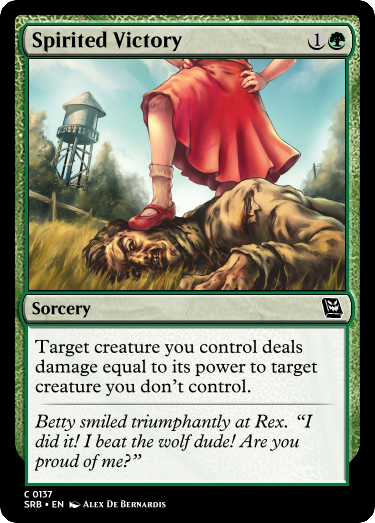 Spirited Victory 1
Sorcery
Target creature you control deals
damage equal to its power to target
creature you don't control.
Betty smiled triumphantly at Rex. “I
did it! I beat the wolf dude! Are you
proud of me?”
C 0137
SRB • EN Alex De Bernardis